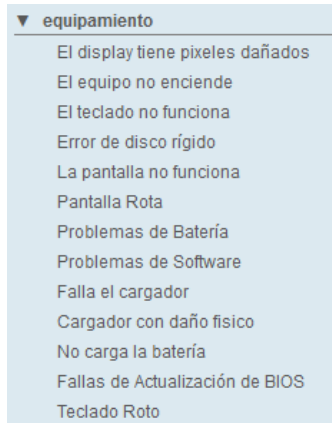 ▼ equipamiento
El display tiene pixeles dañados
El equipo no enciende
El teclado no funciona
Error de disco rígido
La pantalla no funciona
Pantalla Rota
Problemas de Batería
Problemas de Software
Falla el cargador
Cargador con daño fisico
No carga la batería
Fallas de Actualización de BIOS
Teclado Roto